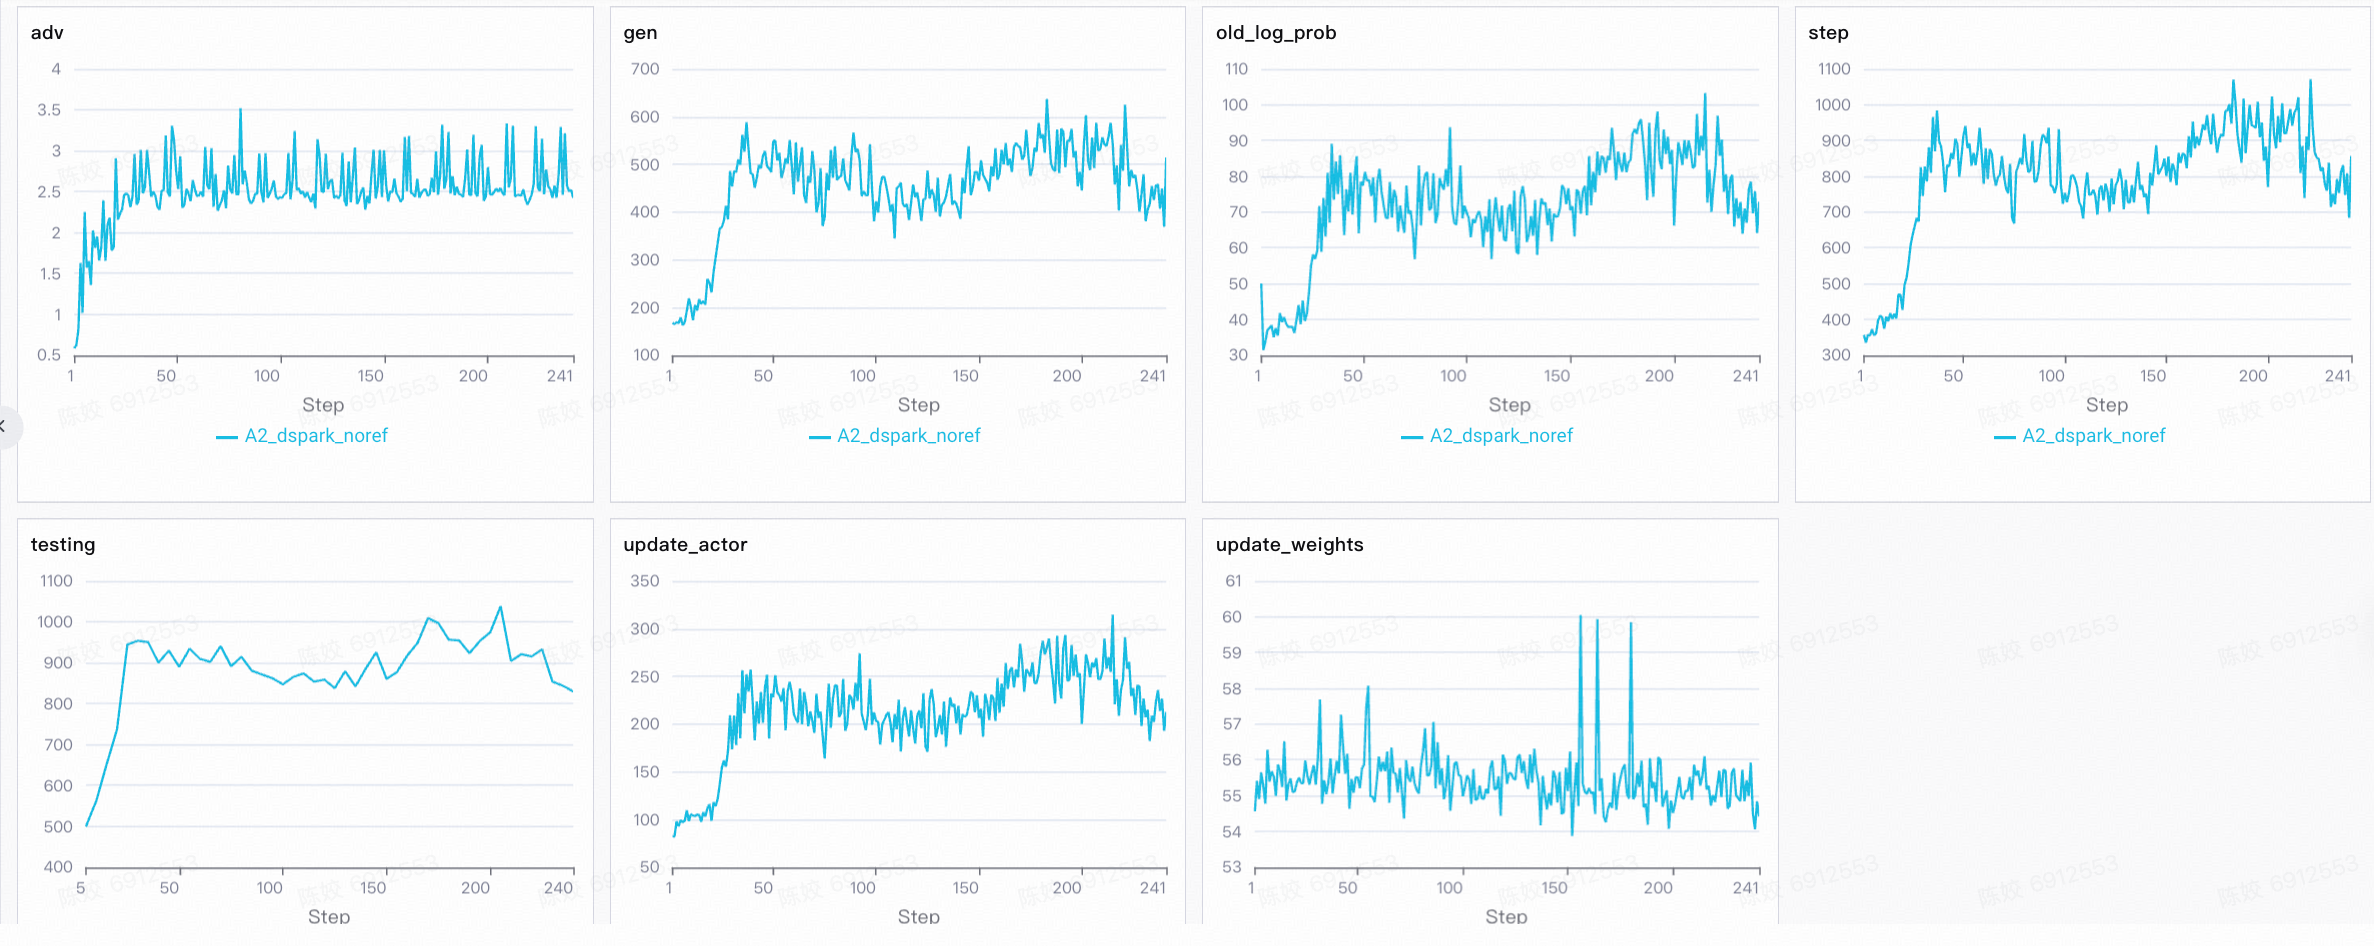 adv
4
3.5
3
2.5
2
1.5
1
0.5
1 50 100 150 200 241
Step
A2_dspark_noref
gen
700
600
500
400
300
200
100
1 50 100 150 200 241
Step
A2_dspark_noref
old_log_prob
110
100
90
80
70
60
50
40
30
1 50 100 150 200 241
Step
A2_dspark_noref
step
1100
1000
900
800
700
600
500
400
300
1 50 100 150 200 241
Step
A2_dspark_noref
testing
1100
1000
900
800
700
600
500
400
5 50 100 150 200 240
Step
update_actor
350
300
250
200
150
100
50
1 50 100 150 200 241
Step
update_weights
61
60
59
58
57
56
55
54
53
1 50 100 150 200 241
Step
陈姣 6912553